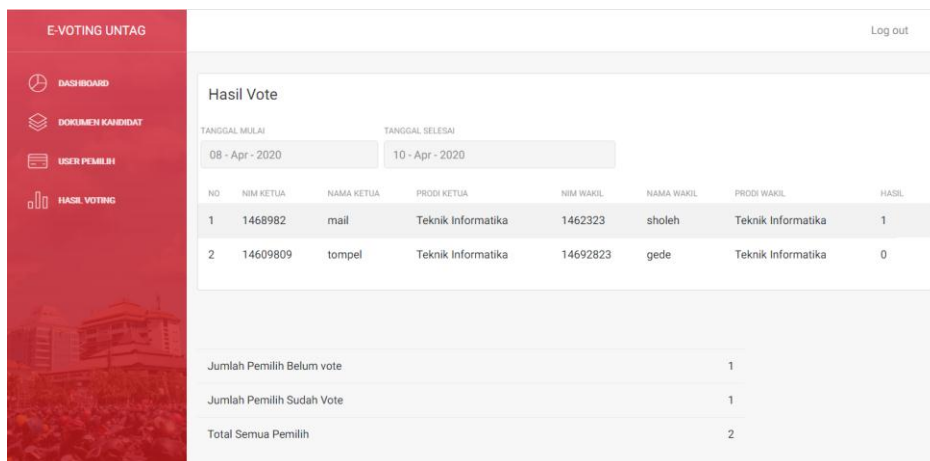 E-VOTING UNTAG
Log out
DASHBOARD
DOKUMEN KANDIDAT
USER PEMILIH
HASIL VOTING
Hasil Vote
TANGGAL MULAI TANGGAL SELESAI
08 - Apr - 2020 10 - Apr - 2020
NO NIM KETUA NAMA KETUA PRODI KETUA NIM WAKIL NAMA WAKIL PRODI WAKIL HASIL
1 1468982 mail Teknik Informatika 1462323 sholeh Teknik Informatika 1
2 14609809 tompel Teknik Informatika 14692823 gede Teknik Informatika 0
Jumlah Pemilih Belum vote 1
Jumlah Pemilih Sudah Vote 1
Total Semua Pemilih 2